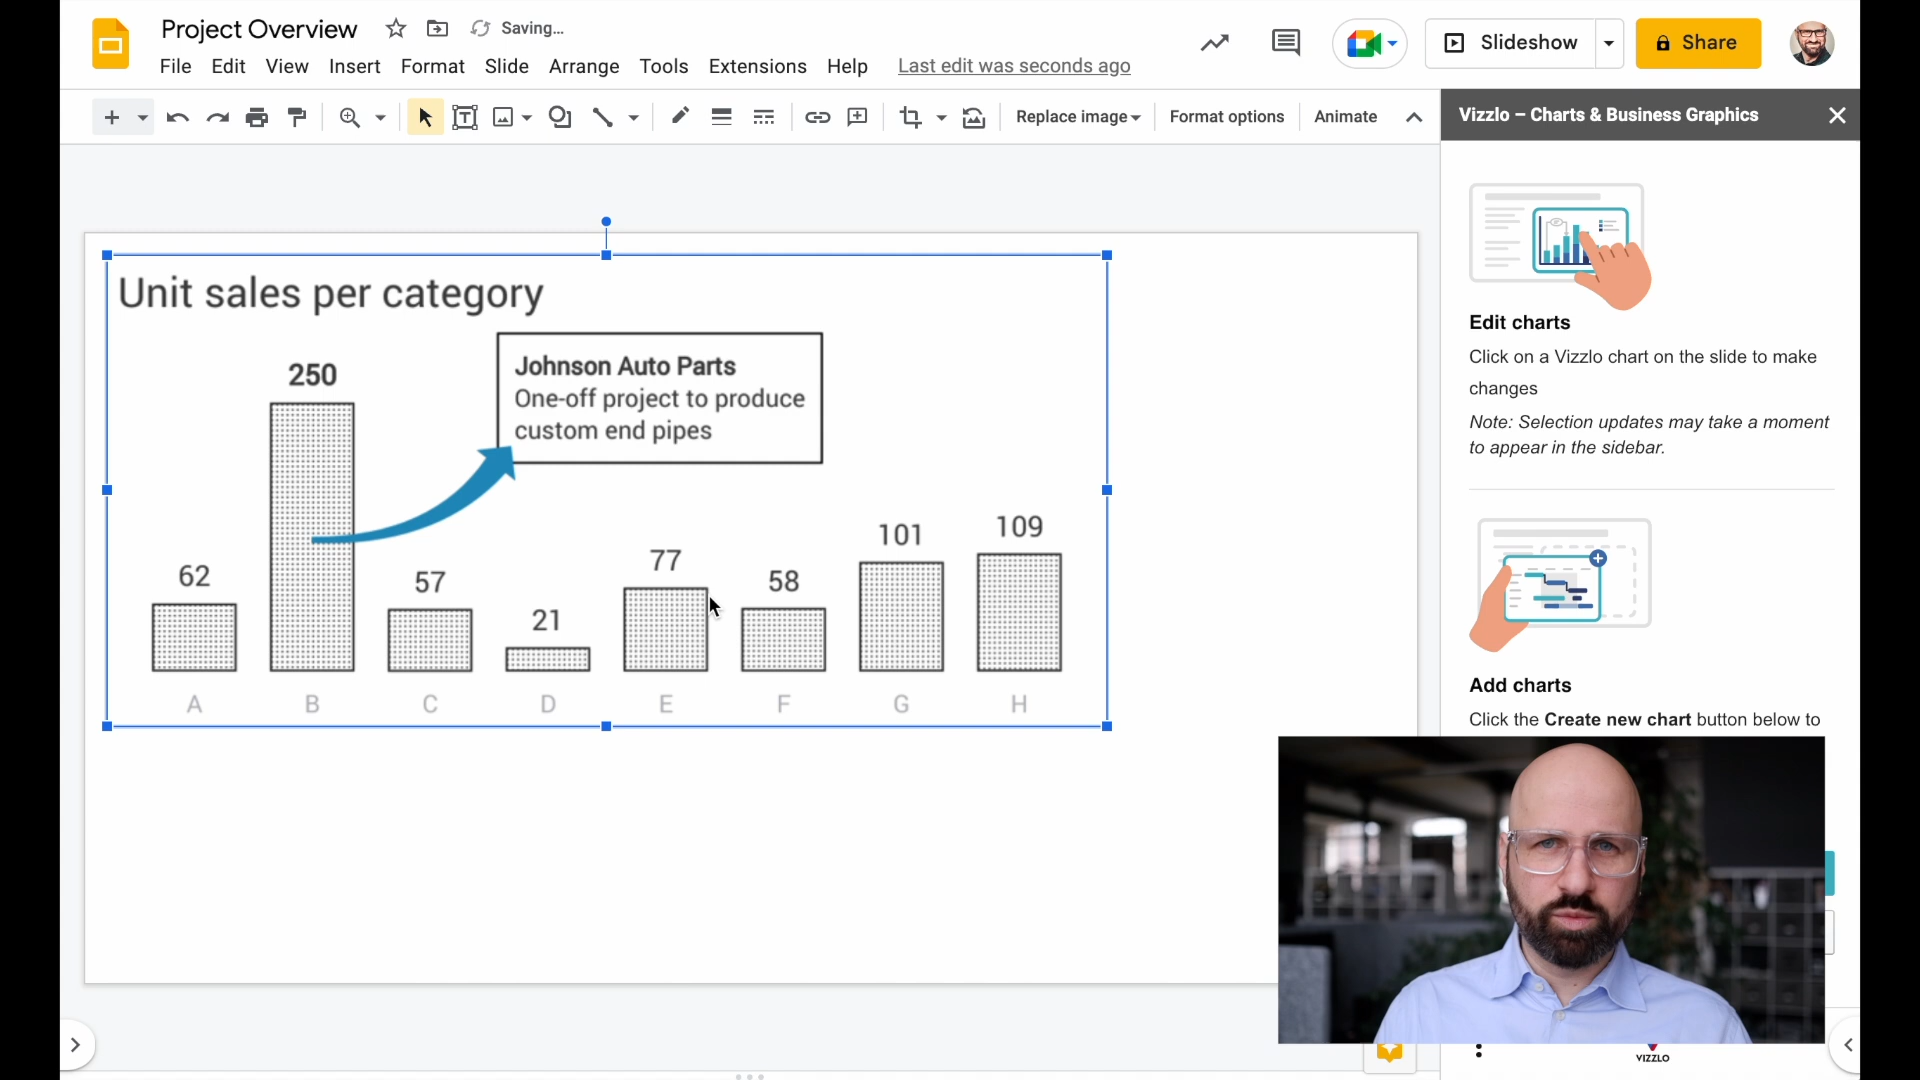 Project Overview
Saving...
File Edit View Insert Format Slide Arrange Tools Extensions Help Last edit was seconds ago
Slideshow
Share
Replace image
Format options
Animate
Vizzlo – Charts & Business Graphics
Unit sales per category
Johnson Auto Parts
One-off project to produce
custom end pipes
62 250 57 21 77 58 101 109
A B C D E F G H
Edit charts
Click on a Vizzlo chart on the slide to make
changes
Note: Selection updates may take a moment
to appear in the sidebar.
Add charts
Click the Create new chart button below to
VIZZLO